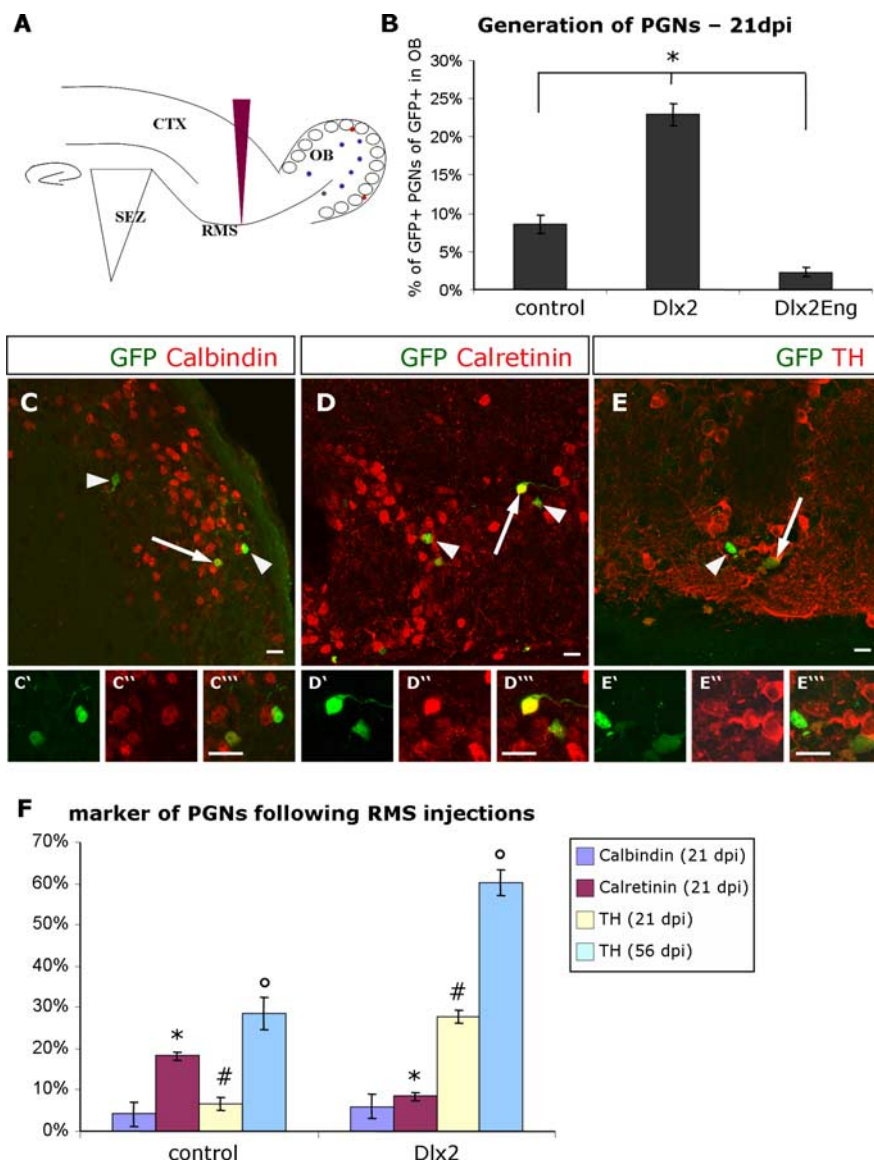 A
CTX
OB
SEZ
RMS
B
Generation of PGNs – 21dpi
% of GFP+ PGNs of GFP+ in OB
30%
25%
20%
15%
10%
5%
0%
*
control
Dlx2
Dlx2Eng
GFP Calbindin
GFP Calretinin
GFP TH
C
D
E
C'
C''
C'''
D'
D''
D'''
E'
E''
E'''
F
marker of PGNs following RMS injections
70%
60%
50%
40%
30%
20%
10%
0%
*
#
°
*
#
°
control
Dlx2
Calbindin (21 dpi)
Calretinin (21 dpi)
TH (21 dpi)
TH (56 dpi)